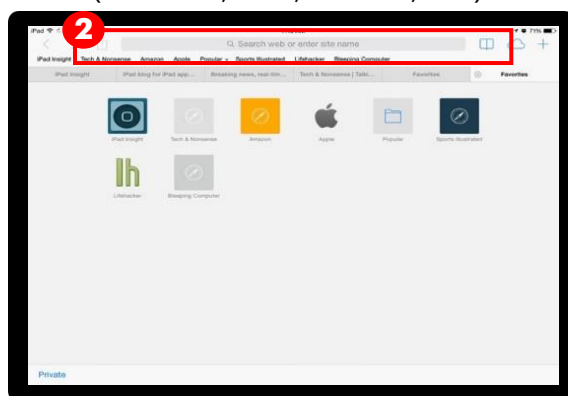 2
iPad
71%
Search web or enter site name
iPad Insight Tech & Nonsense Amazon Apple Popular Sports Illustrated Lifehacker Bleeping Computer
iPad Insight iPad blog for iPad app... Breaking news, real-tim... Tech & Nonsense | Talki... Favorites Favorites
iPad Insight Tech & Nonsense Amazon Apple Popular Sports Illustrated
lh
Lifehacker Bleeping Computer
Private